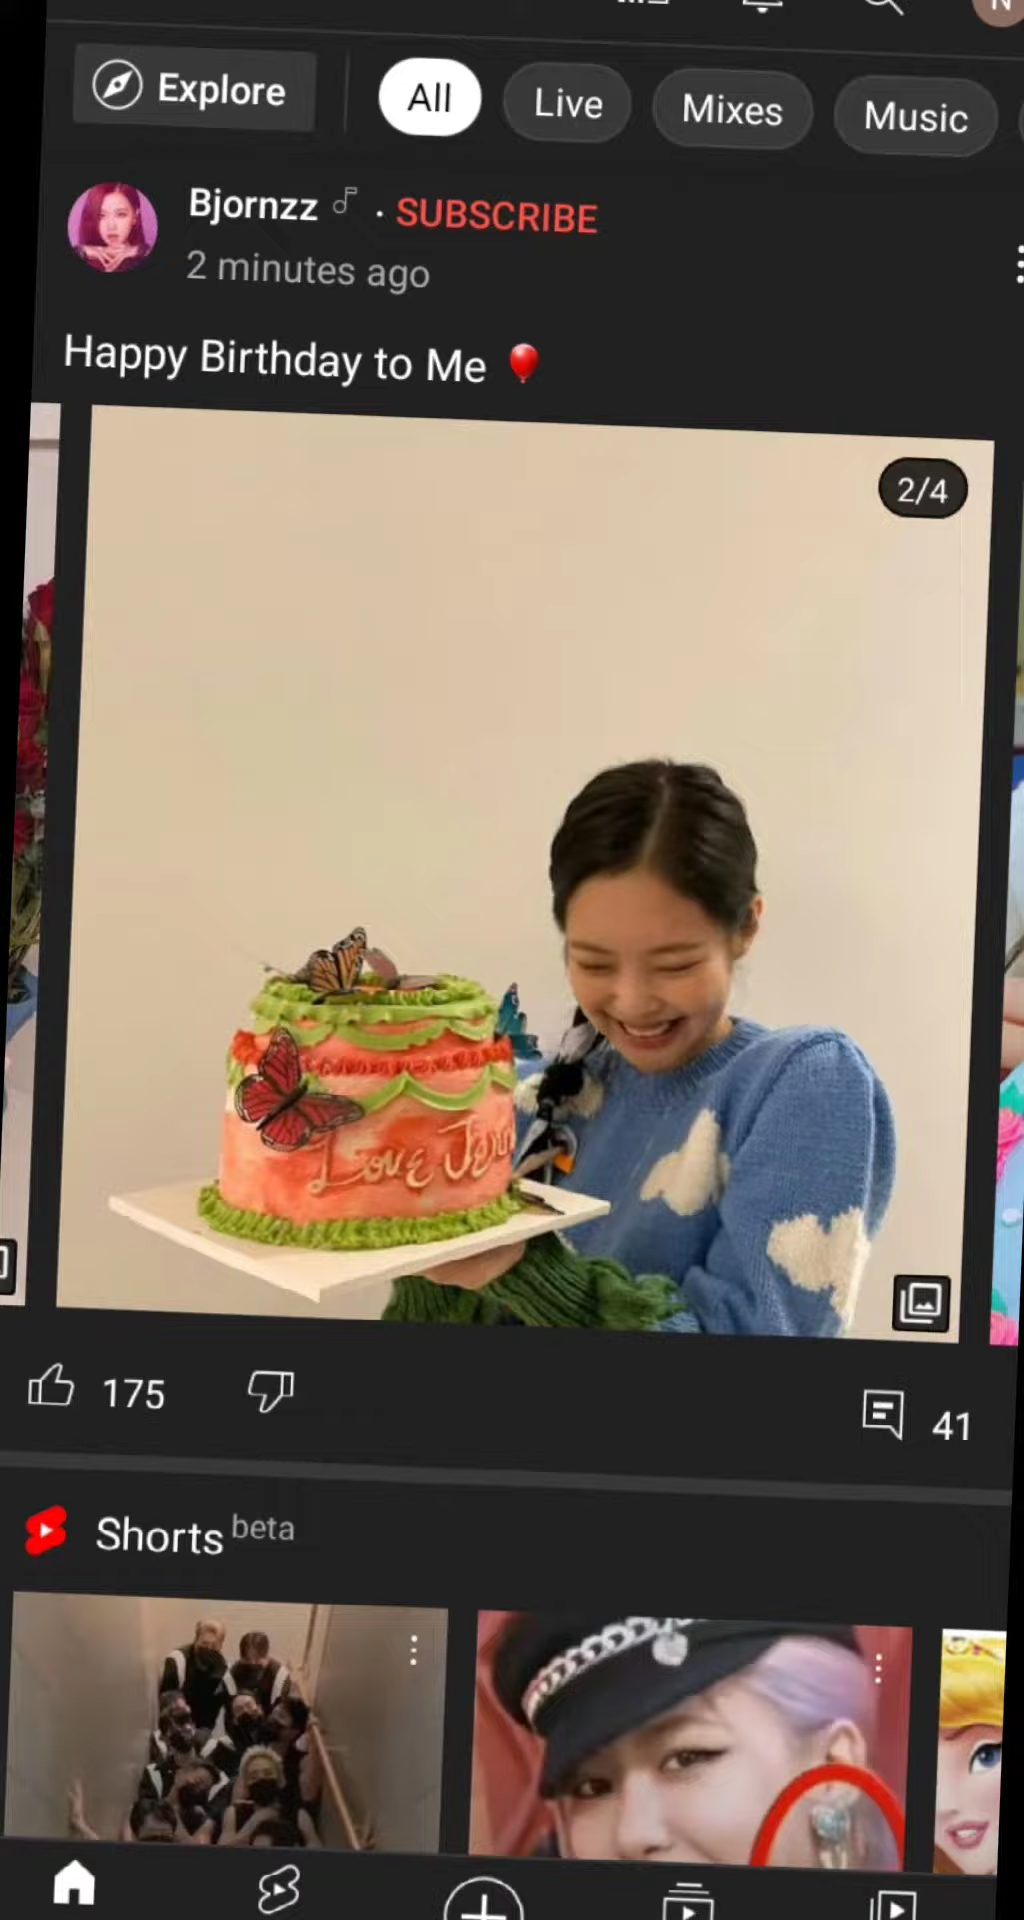 Explore
All
Live
Mixes
Music
Bjornzz · SUBSCRIBE
2 minutes ago
Happy Birthday to Me
2/4
Love
175
41
Shorts beta